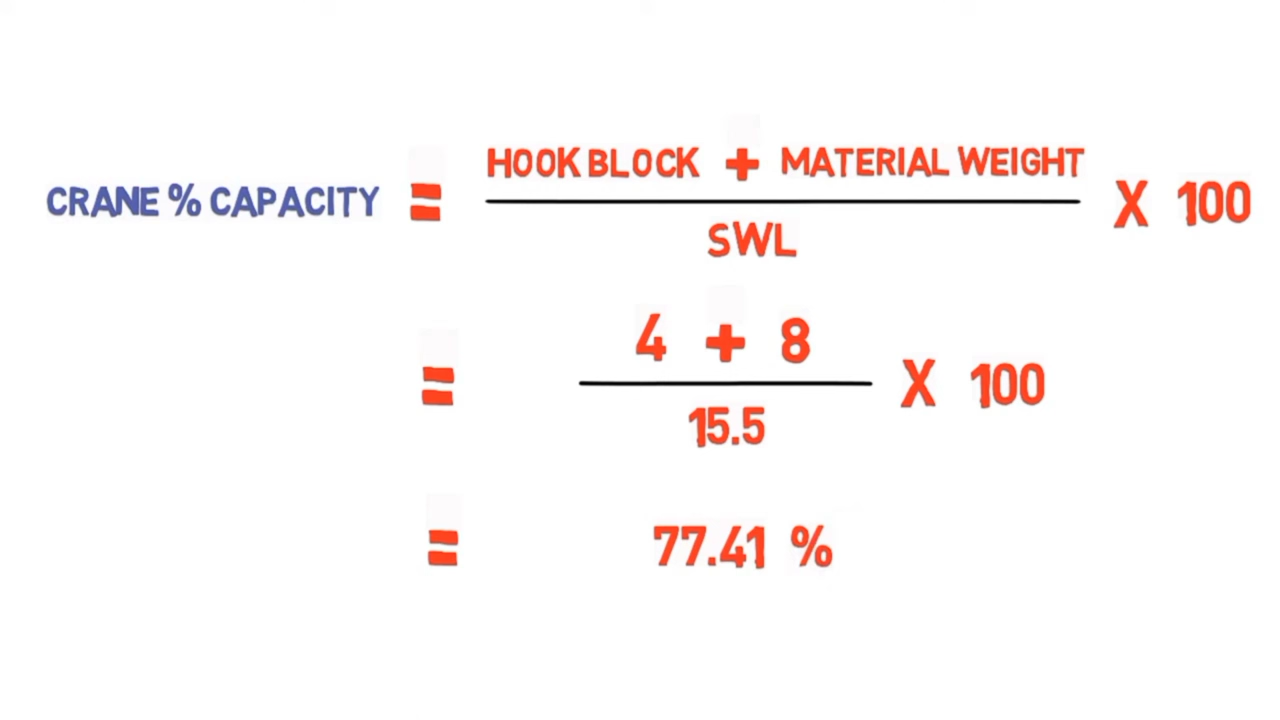 HOOK BLOCK + MATERIAL WEIGHT
CRANE % CAPACITY = X 100
SWL
4 + 8
= X 100
15.5
= 77.41 %